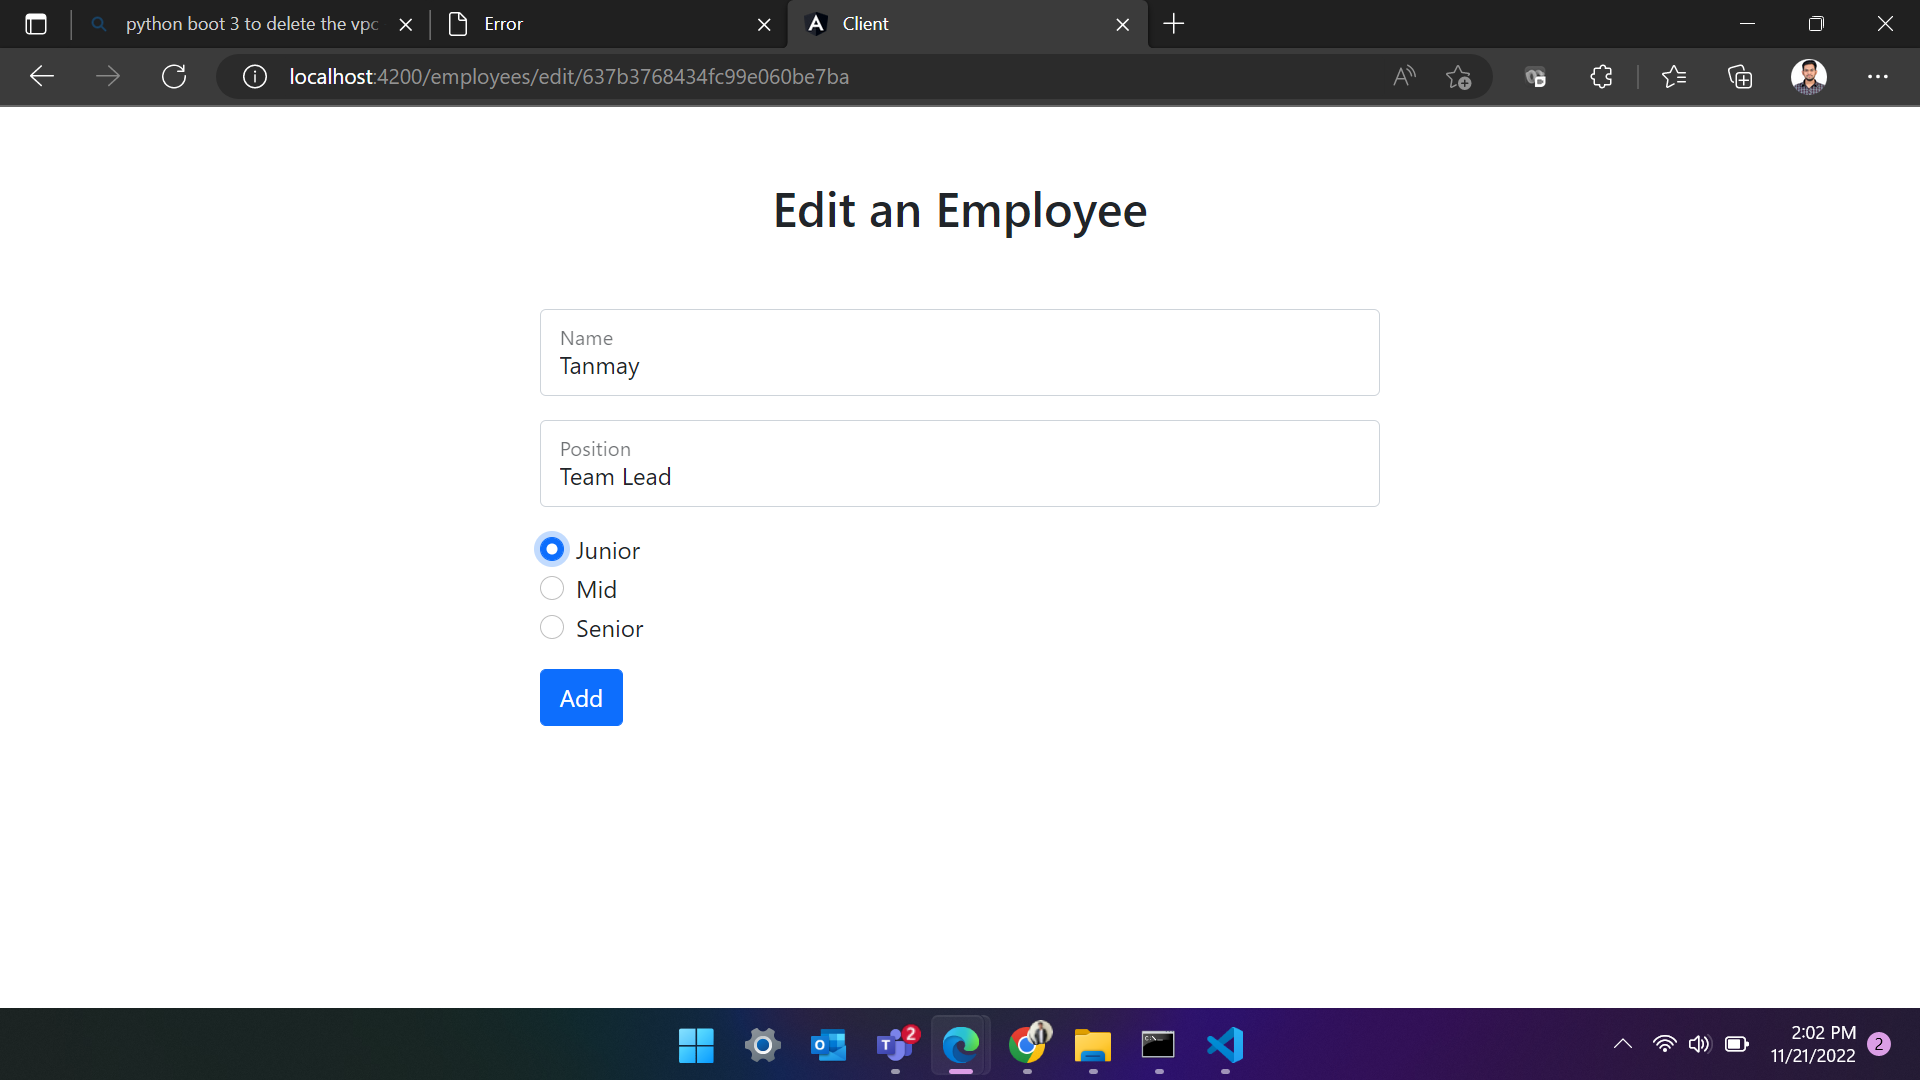 python boot 3 to delete the vpc
Error
Client
localhost:4200/employees/edit/637b3768434fc99e060be7ba
Edit an Employee
Name
Tanmay
Position
Team Lead
Junior
Mid
Senior
Add
2
2:02 PM
11/21/2022
2